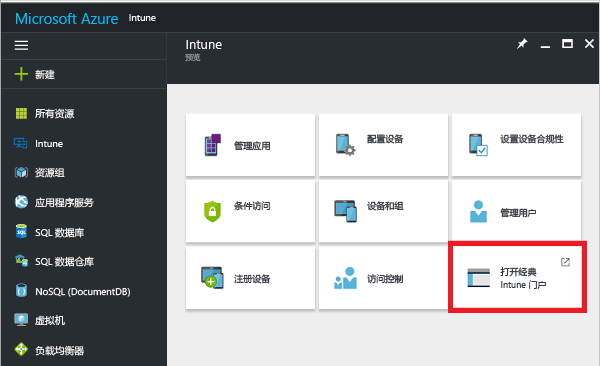 Microsoft Azure Intune
新建
所有资源
Intune
资源组
应用程序服务
SQL 数据库
SQL 数据仓库
NoSQL (DocumentDB)
虚拟机
负载均衡器
Intune
预览
管理应用
配置设备
设置设备合规性
条件访问
设备和组
管理用户
注册设备
访问控制
打开经典
Intune 门户